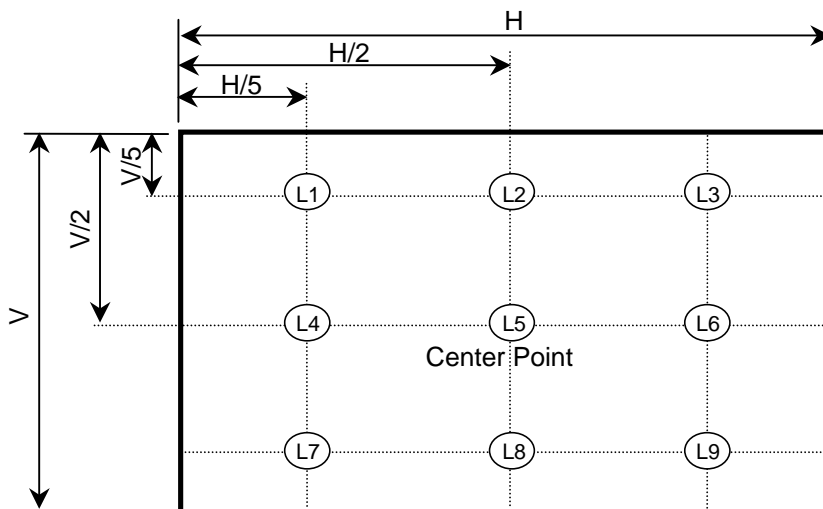 H
H/2
H/5
V/5
V/2
V
L1 L2 L3
L4 L5 L6
Center Point
L7 L8 L9